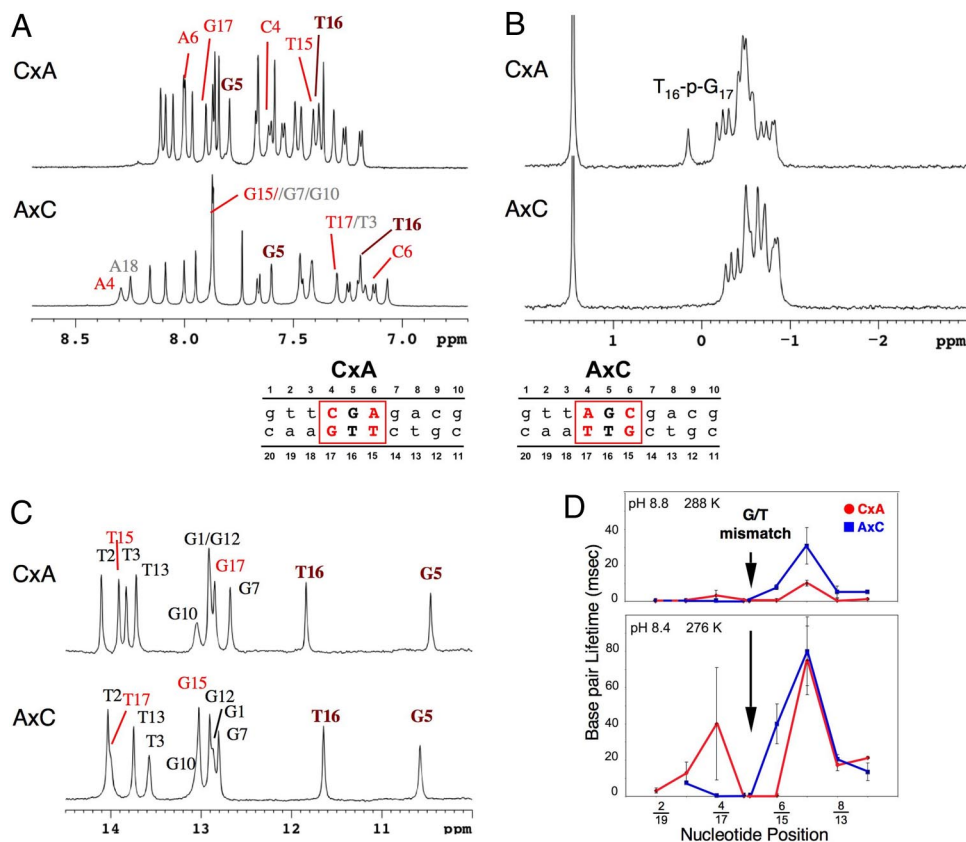 A
CxA
A6
G17
G5
C4
T15
T16
AxC
A4
A18
G15//G7/G10
G5
T17/T3
T16
C6
8.5 8.0 7.5 7.0 ppm
B
CxA
T16-p-G17
AxC
1 0 −1 −2 ppm
CxA
1 2 3 4 5 6 7 8 9 10
g t t C G A g a c g
c a a G T T c t g c
20 19 18 17 16 15 14 13 12 11
AxC
1 2 3 4 5 6 7 8 9 10
g t t A G C g a c g
c a a T T G c t g c
20 19 18 17 16 15 14 13 12 11
C
CxA
T2
T15
T3
T13
G10
G1/G12
G17
G7
T16
G5
AxC
T2
T17
T13
T3
G10
G15
G12
G1
G7
T16
G5
14 13 12 11 ppm
D
pH 8.8 288 K
G/T
mismatch
CxA
AxC
40
20
0
pH 8.4 276 K
80
60
40
20
0
Base pair Lifetime (msec)
2/19 4/17 6/15 8/13
Nucleotide Position